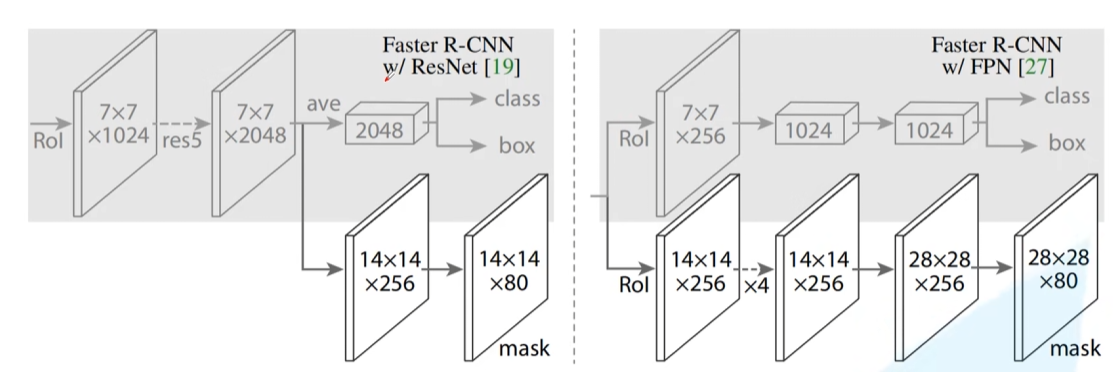 Faster R-CNN
w/ ResNet [19]
RoI
7×7
×1024
res5
7×7
×2048
ave
2048
class
box
14×14
×256
14×14
×80
mask
Faster R-CNN
w/ FPN [27]
RoI
7×7
×256
1024
1024
class
box
RoI
14×14
×256
×4
14×14
×256
28×28
×256
28×28
×80
mask